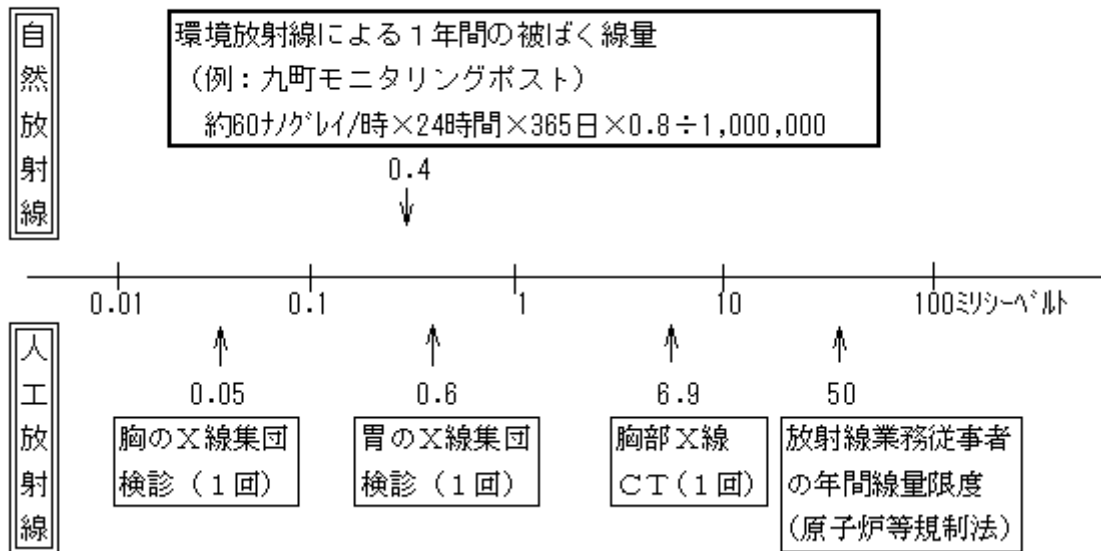 自然放射線
環境放射線による１年間の被ばく線量
（例：九町モニタリングポスト）
約60ﾅﾉｸﾞﾚｲ/時×24時間×365日×0.8÷1,000,000
0.4
0.01
0.1
1
10
100ﾐﾘｼｰﾍﾞﾙﾄ
人工放射線
0.05
0.6
6.9
50
胸のＸ線集団
検診（１回）
胃のＸ線集団
検診（１回）
胸部Ｘ線
ＣＴ(１回)
放射線業務従事者
の年間線量限度
(原子炉等規制法)